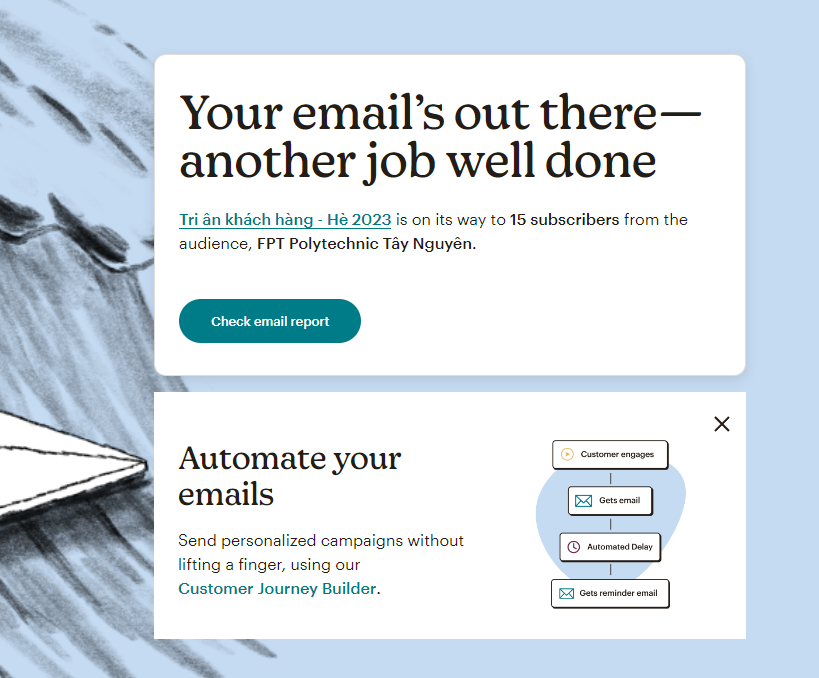 Your email’s out there—
another job well done
Tri ân khách hàng - Hè 2023 is on its way to 15 subscribers from the
audience, FPT Polytechnic Tây Nguyên.
Check email report
Automate your
emails
Send personalized campaigns without
lifting a finger, using our
Customer Journey Builder.
Customer engages
Gets email
Automated Delay
Gets reminder email